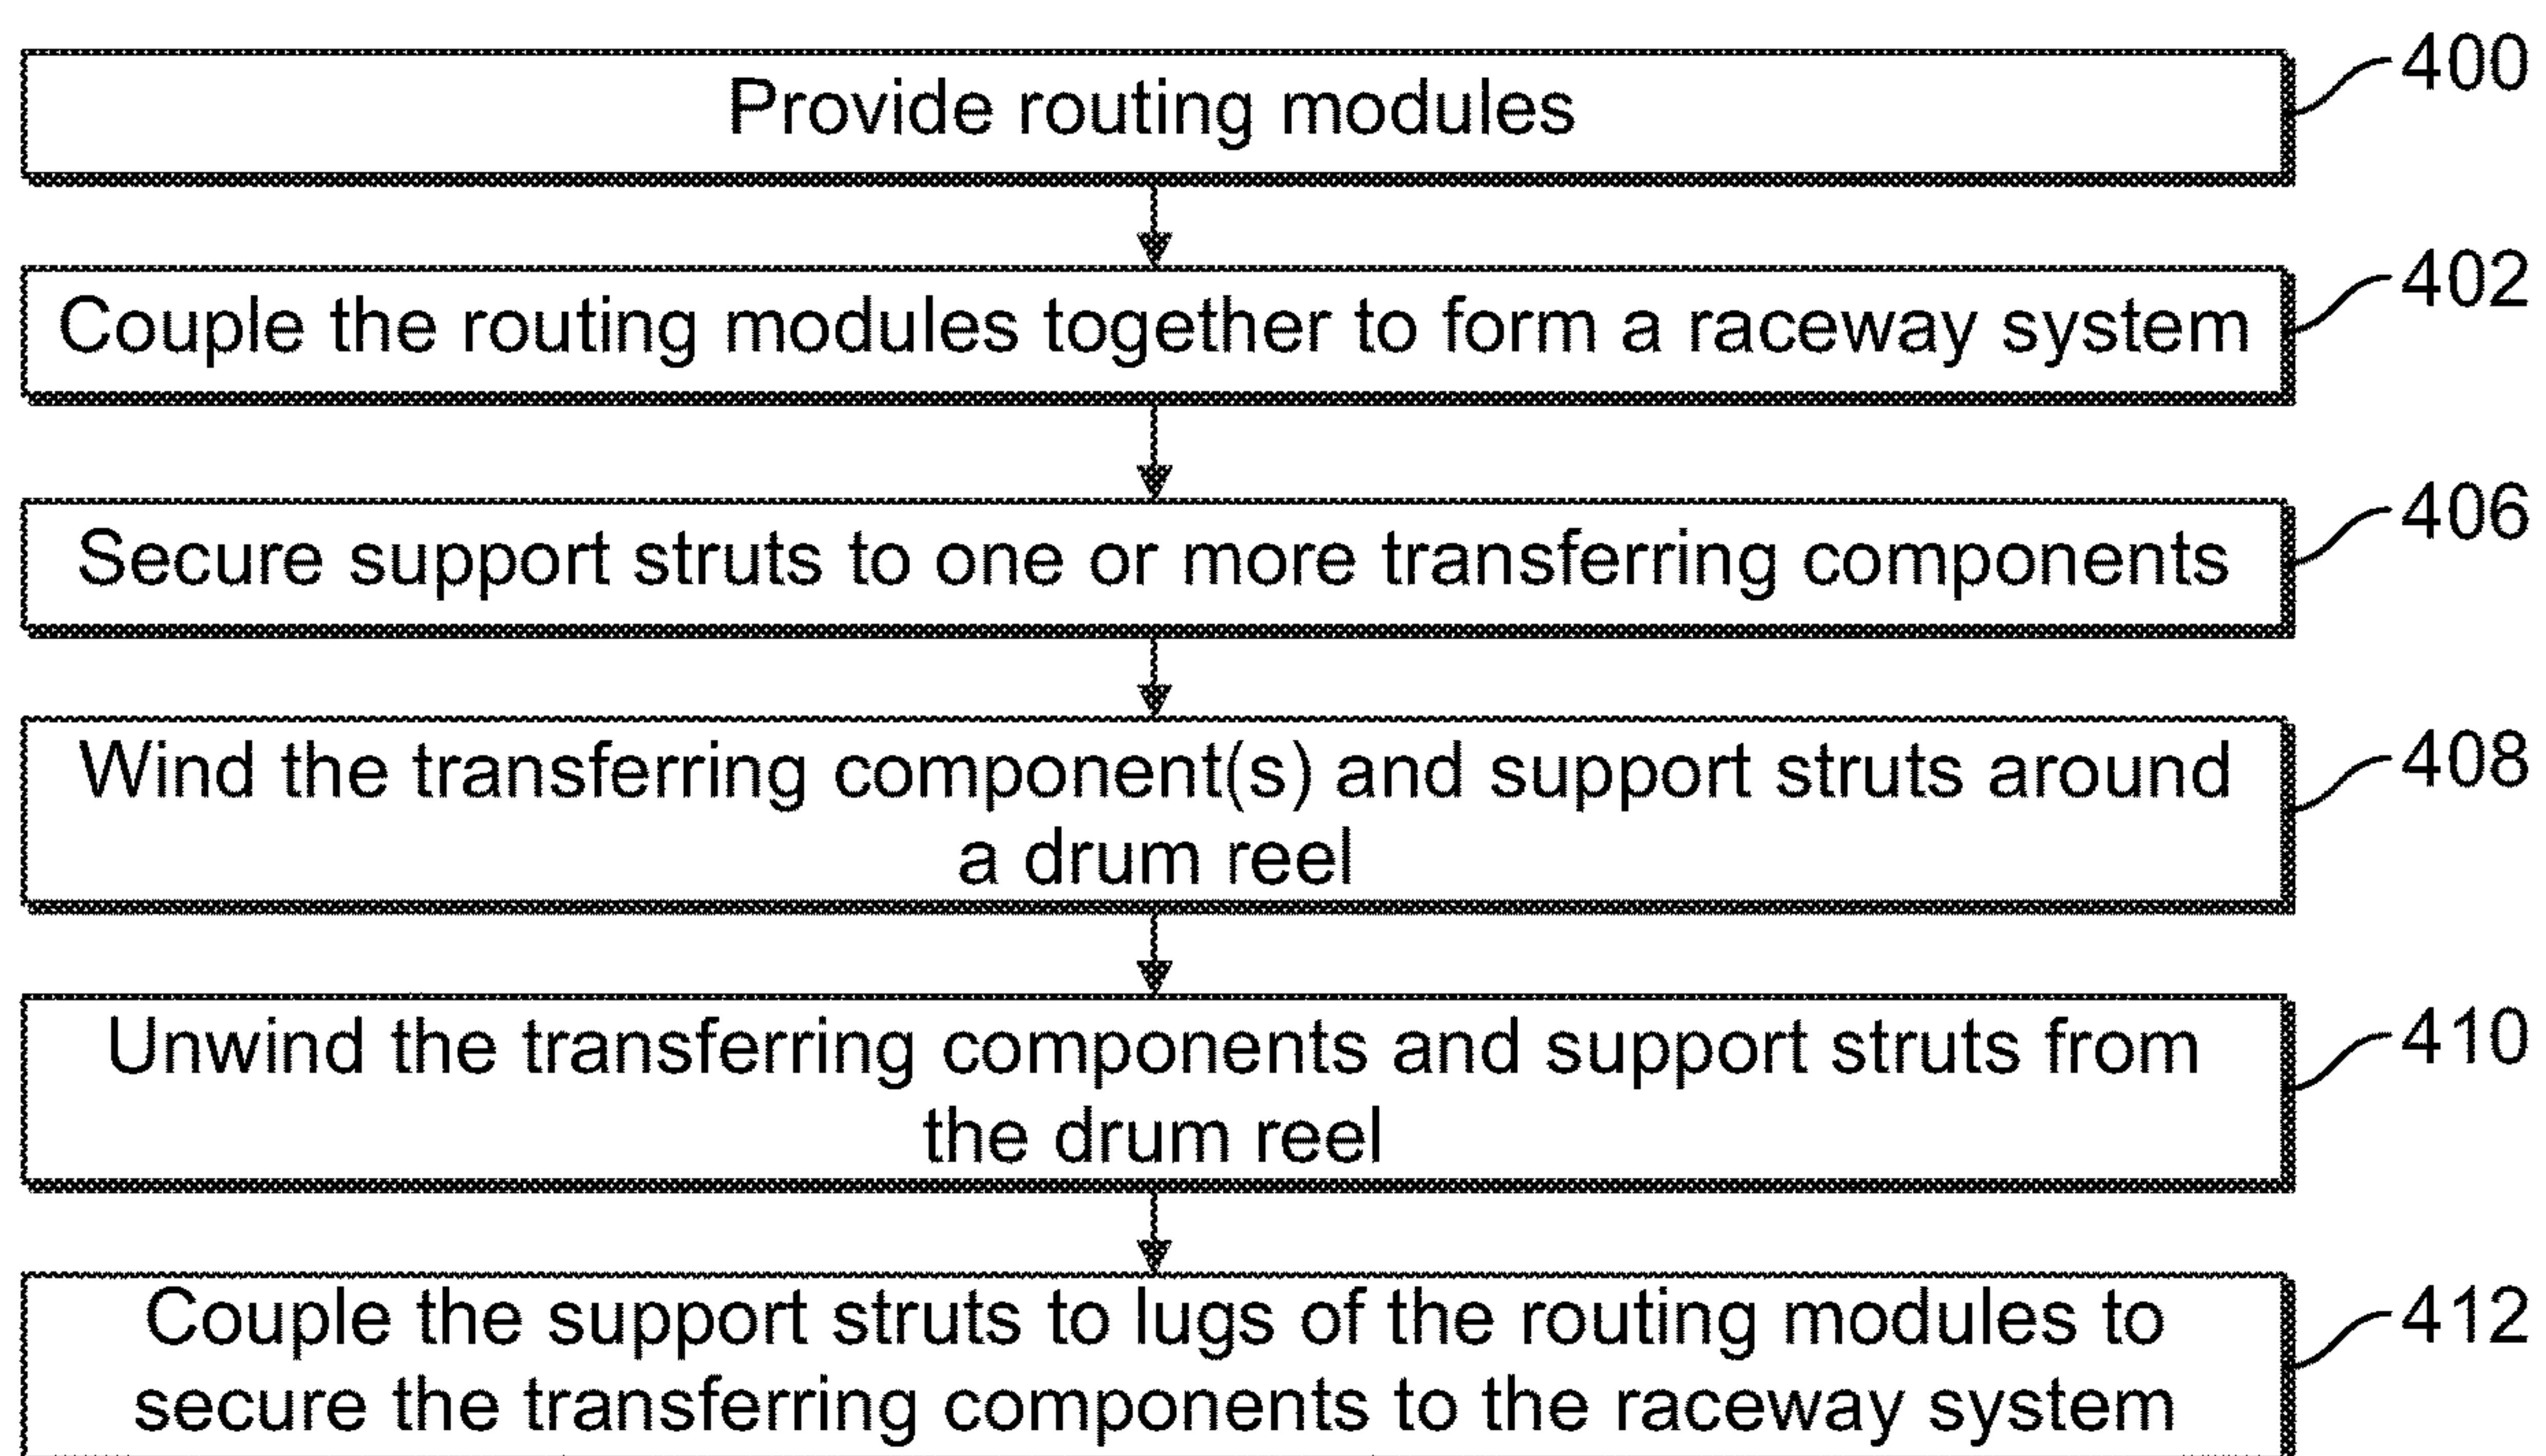 Provide routing modules
400
Couple the routing modules together to form a raceway system
402
Secure support struts to one or more transferring components
406
Wind the transferring component(s) and support struts around
a drum reel
408
Unwind the transferring components and support struts from
the drum reel
410
Couple the support struts to lugs of the routing modules to
secure the transferring components to the raceway system
412